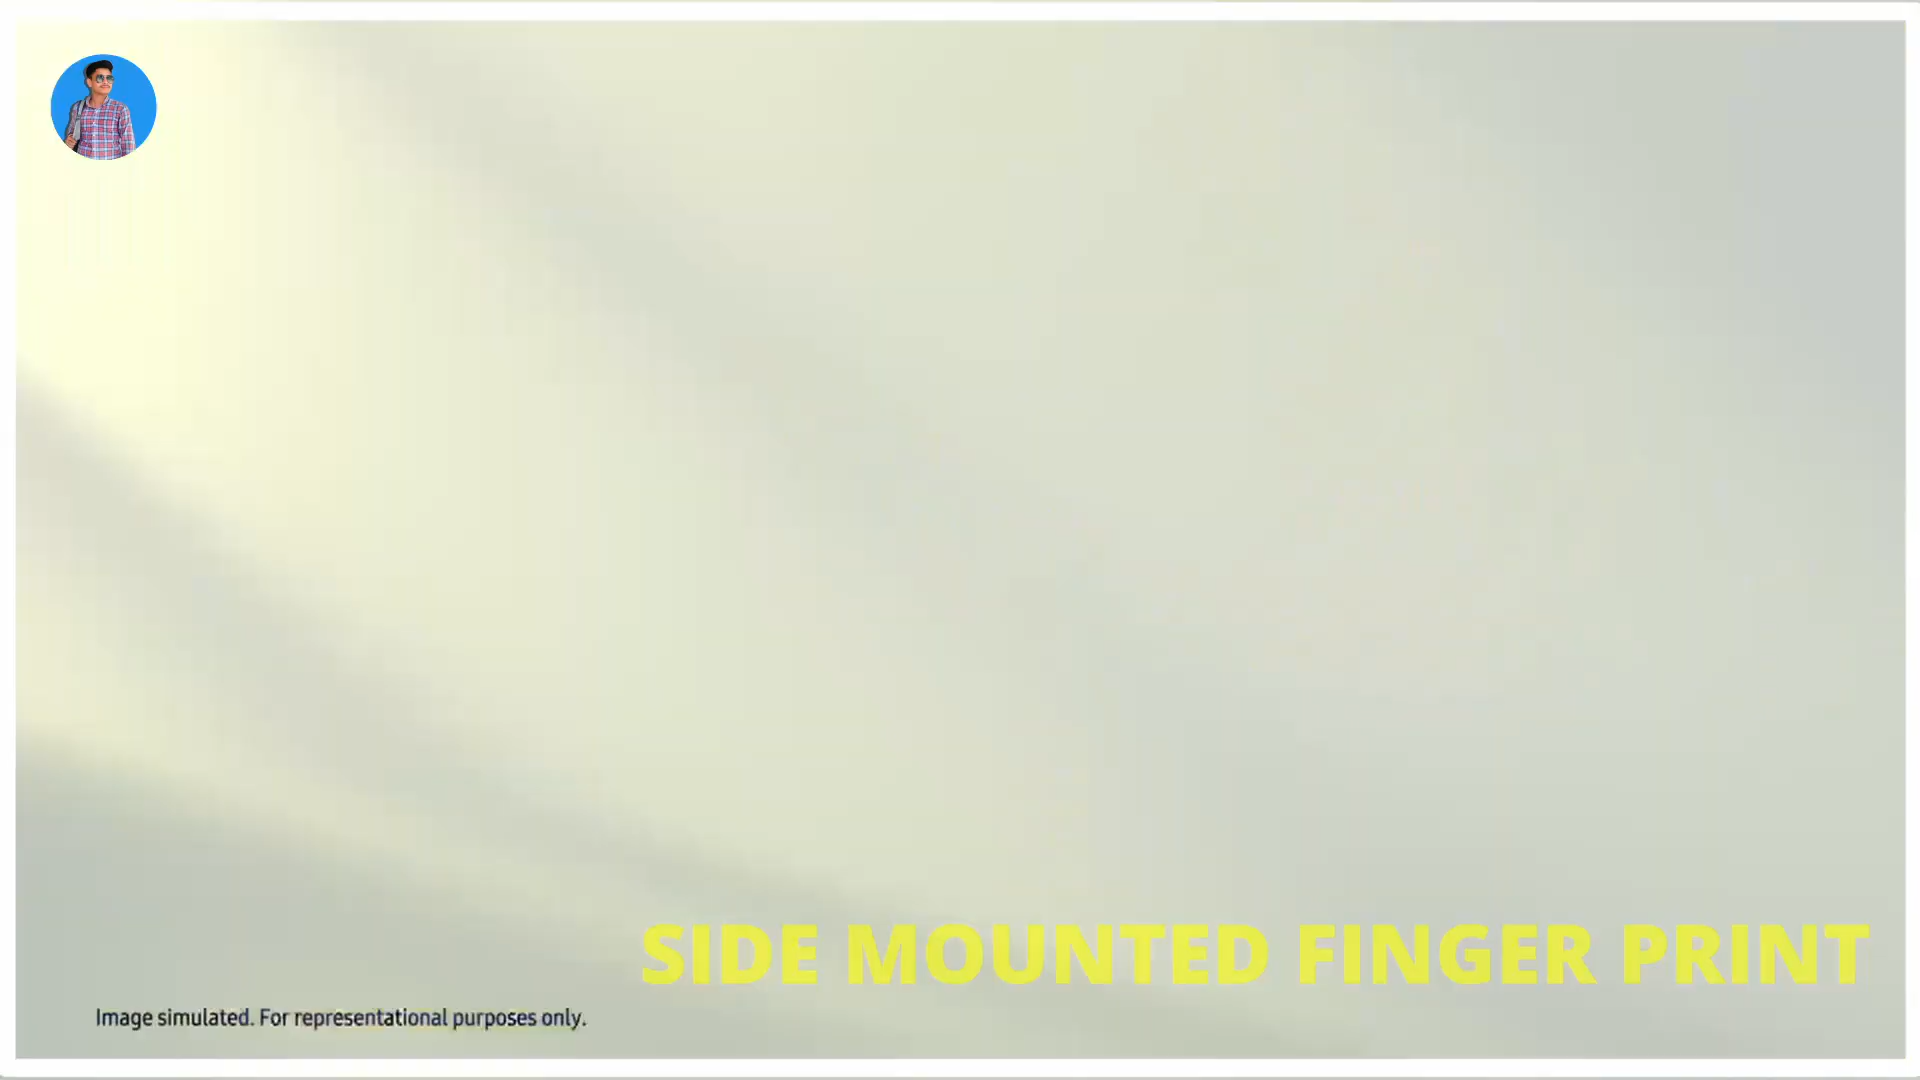 SIDE MOUNTED FINGER PRINT
Image simulated. For representational purposes only.